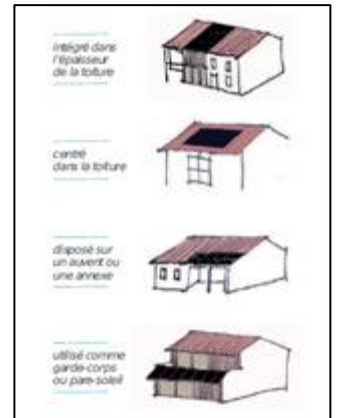 intégré dans
l'épaisseur
de la toiture
centré
dans la toiture
disposé sur
un auvent ou
une annexe
utilisé comme
garde-corps
ou pare-soleil